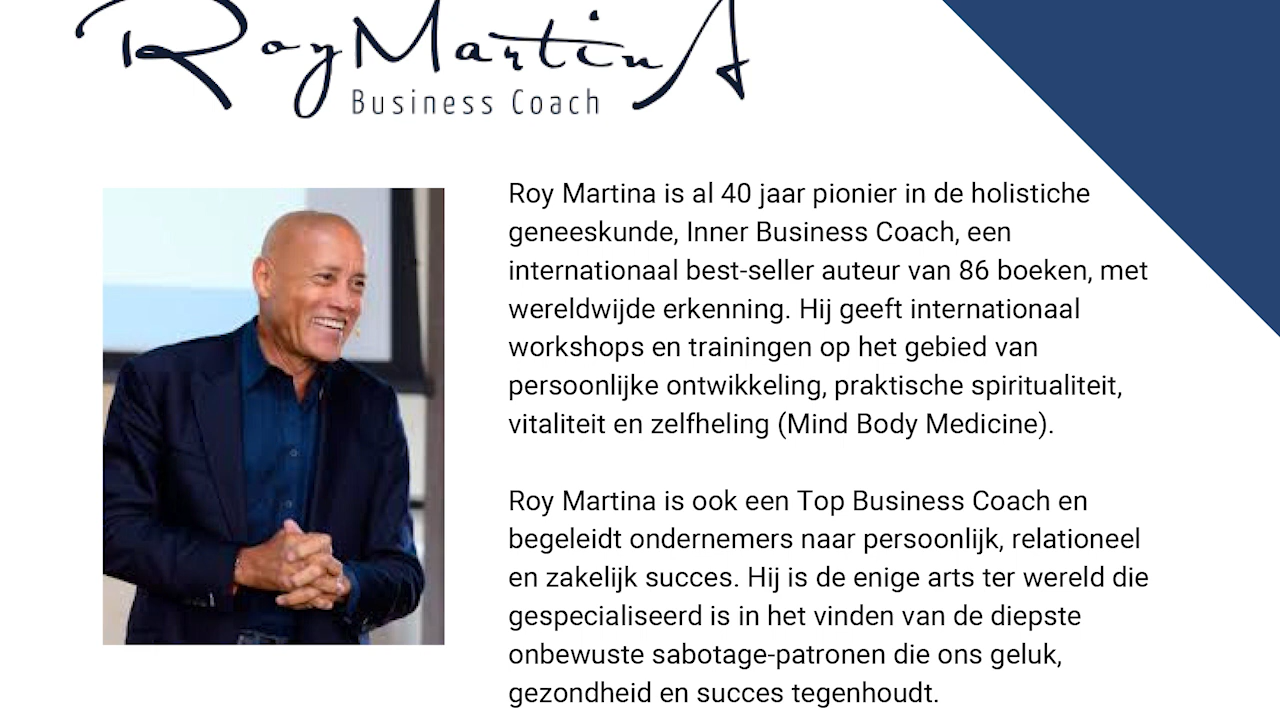 Roy Martina
Business Coach
Roy Martina is al 40 jaar pionier in de holistiche
geneeskunde, Inner Business Coach, een
internationaal best-seller auteur van 86 boeken, met
wereldwijde erkenning. Hij geeft internationaal
workshops en trainingen op het gebied van
persoonlijke ontwikkeling, praktische spiritualiteit,
vitaliteit en zelfheling (Mind Body Medicine).
Roy Martina is ook een Top Business Coach en
begeleidt ondernemers naar persoonlijk, relationeel
en zakelijk succes. Hij is de enige arts ter wereld die
gespecialiseerd is in het vinden van de diepste
onbewuste sabotage-patronen die ons geluk,
gezondheid en succes tegenhoudt.